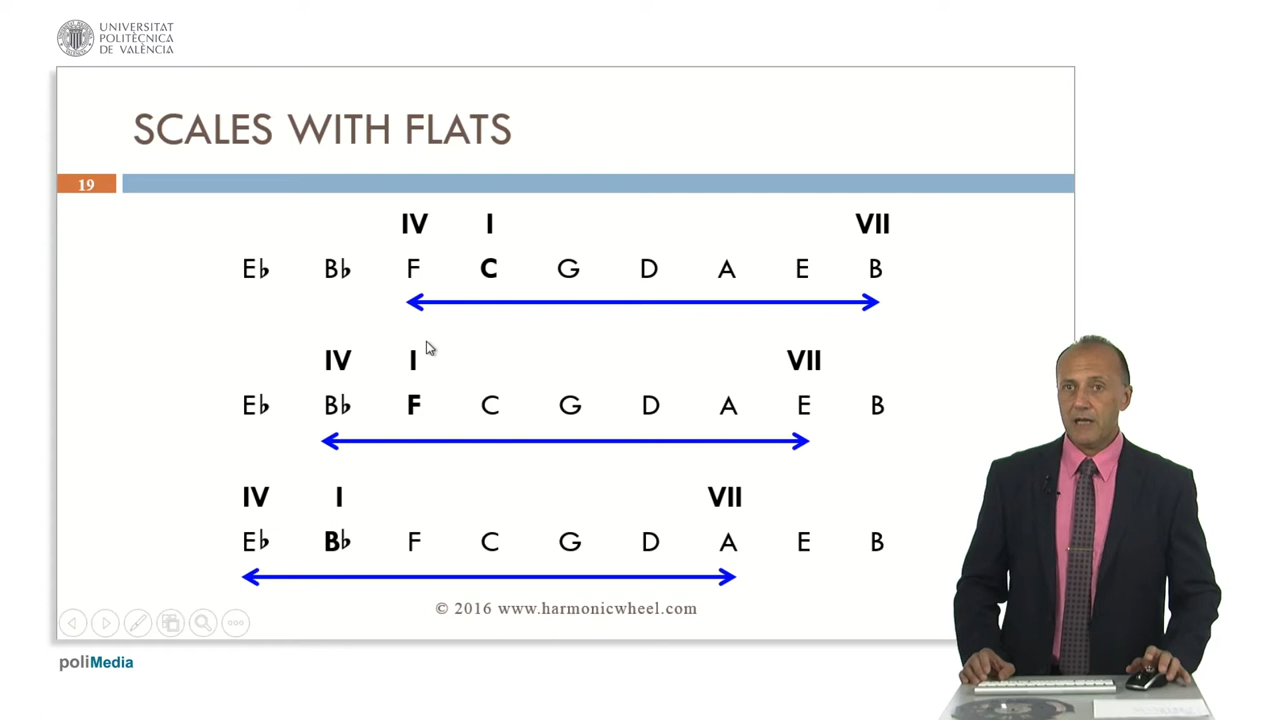 UNIVERSITAT
POLITÈCNICA
DE VALÈNCIA
SCALES WITH FLATS
19
IV I VII
E♭ B♭ F C G D A E B
IV I VII
E♭ B♭ F C G D A E B
IV I VII
E♭ B♭ F C G D A E B
© 2016 www.harmonicwheel.com
poliMedia